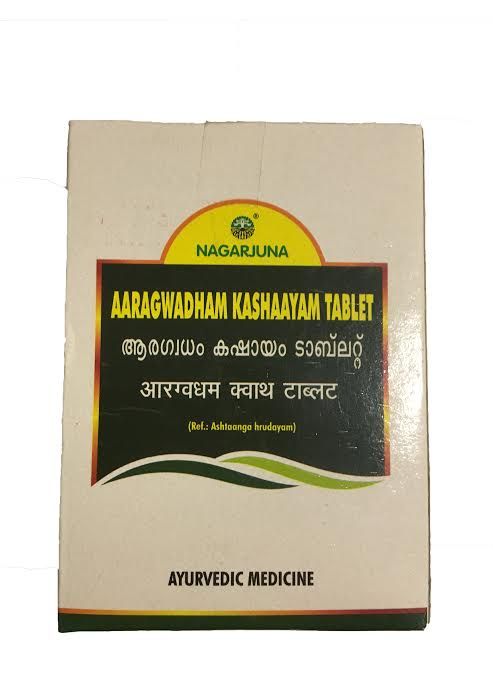 ®
NAGARJUNA
AARAGWADHAM KASHAAYAM TABLET
ആരഗ്വധം കഷായം ടാബ്‌ലറ്റ്
आरग्वधम क्वाथ टाब्लट
(Ref.: Ashtaanga hrudayam)
AYURVEDIC MEDICINE